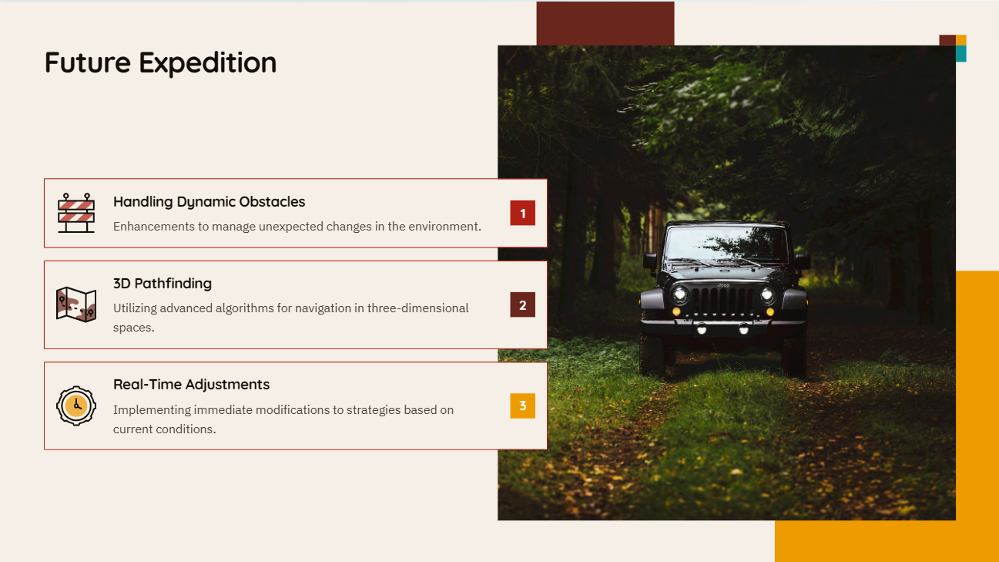 Future Expedition
Handling Dynamic Obstacles
Enhancements to manage unexpected changes in the environment.
1
3D Pathfinding
Utilizing advanced algorithms for navigation in three-dimensional
spaces.
2
Real-Time Adjustments
Implementing immediate modifications to strategies based on
current conditions.
3
Jeep